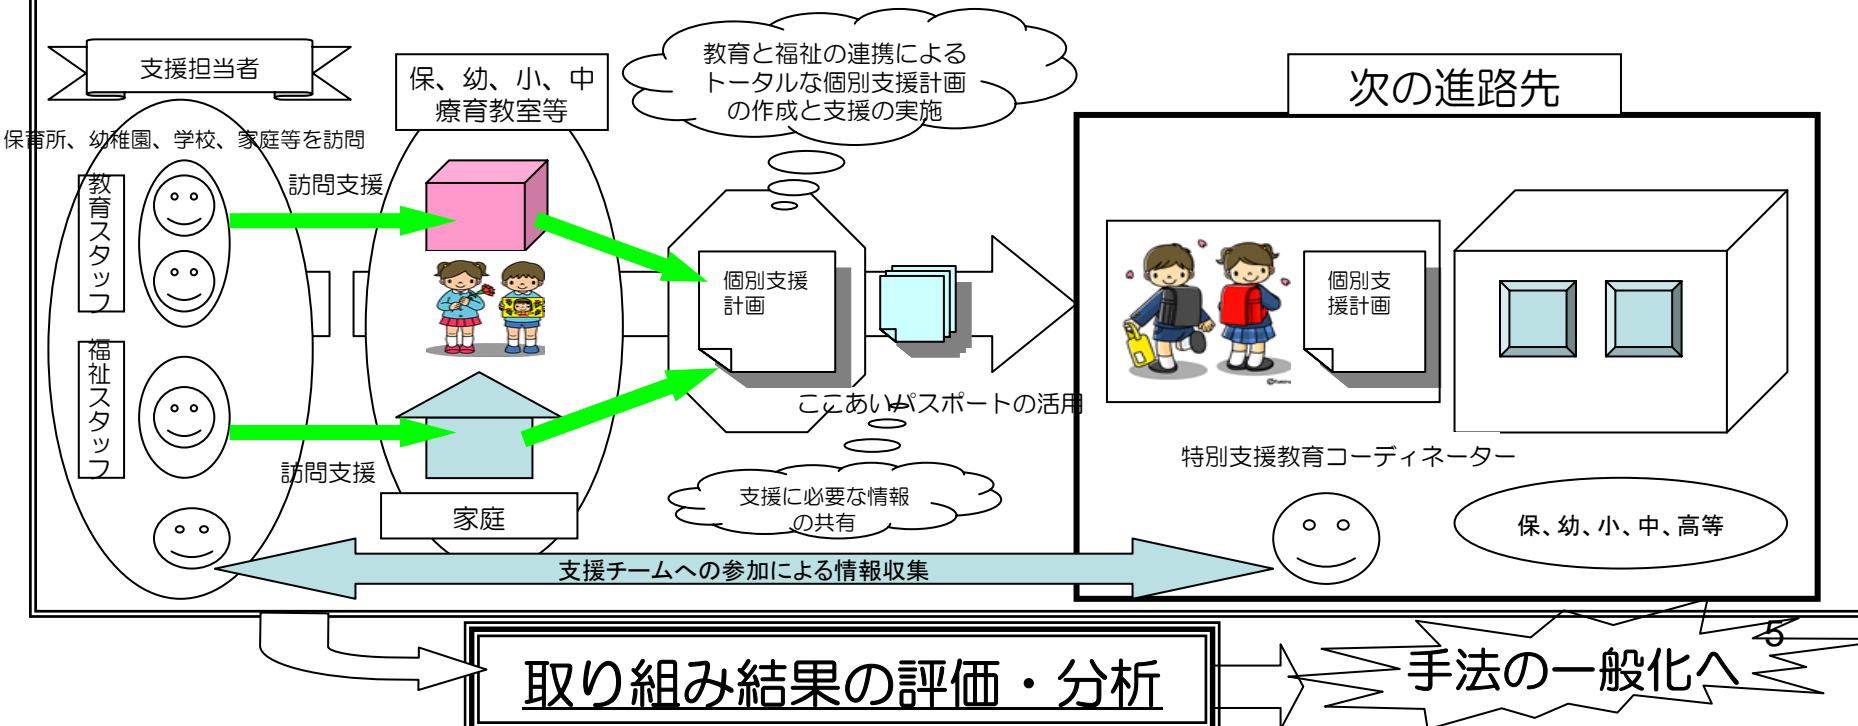 支援担当者
保育所、幼稚園、学校、家庭等を訪問
教育スタッフ
福祉スタッフ
訪問支援
訪問支援
保、幼、小、中
療育教室等
家庭
教育と福祉の連携による
トータルな個別支援計画
の作成と支援の実施
個別支援
計画
ここあいパスポートの活用
支援に必要な情報
の共有
次の進路先
個別支
援計画
特別支援教育コーディネーター
保、幼、小、中、高等
支援チームへの参加による情報収集
取り組み結果の評価・分析
手法の一般化へ
5